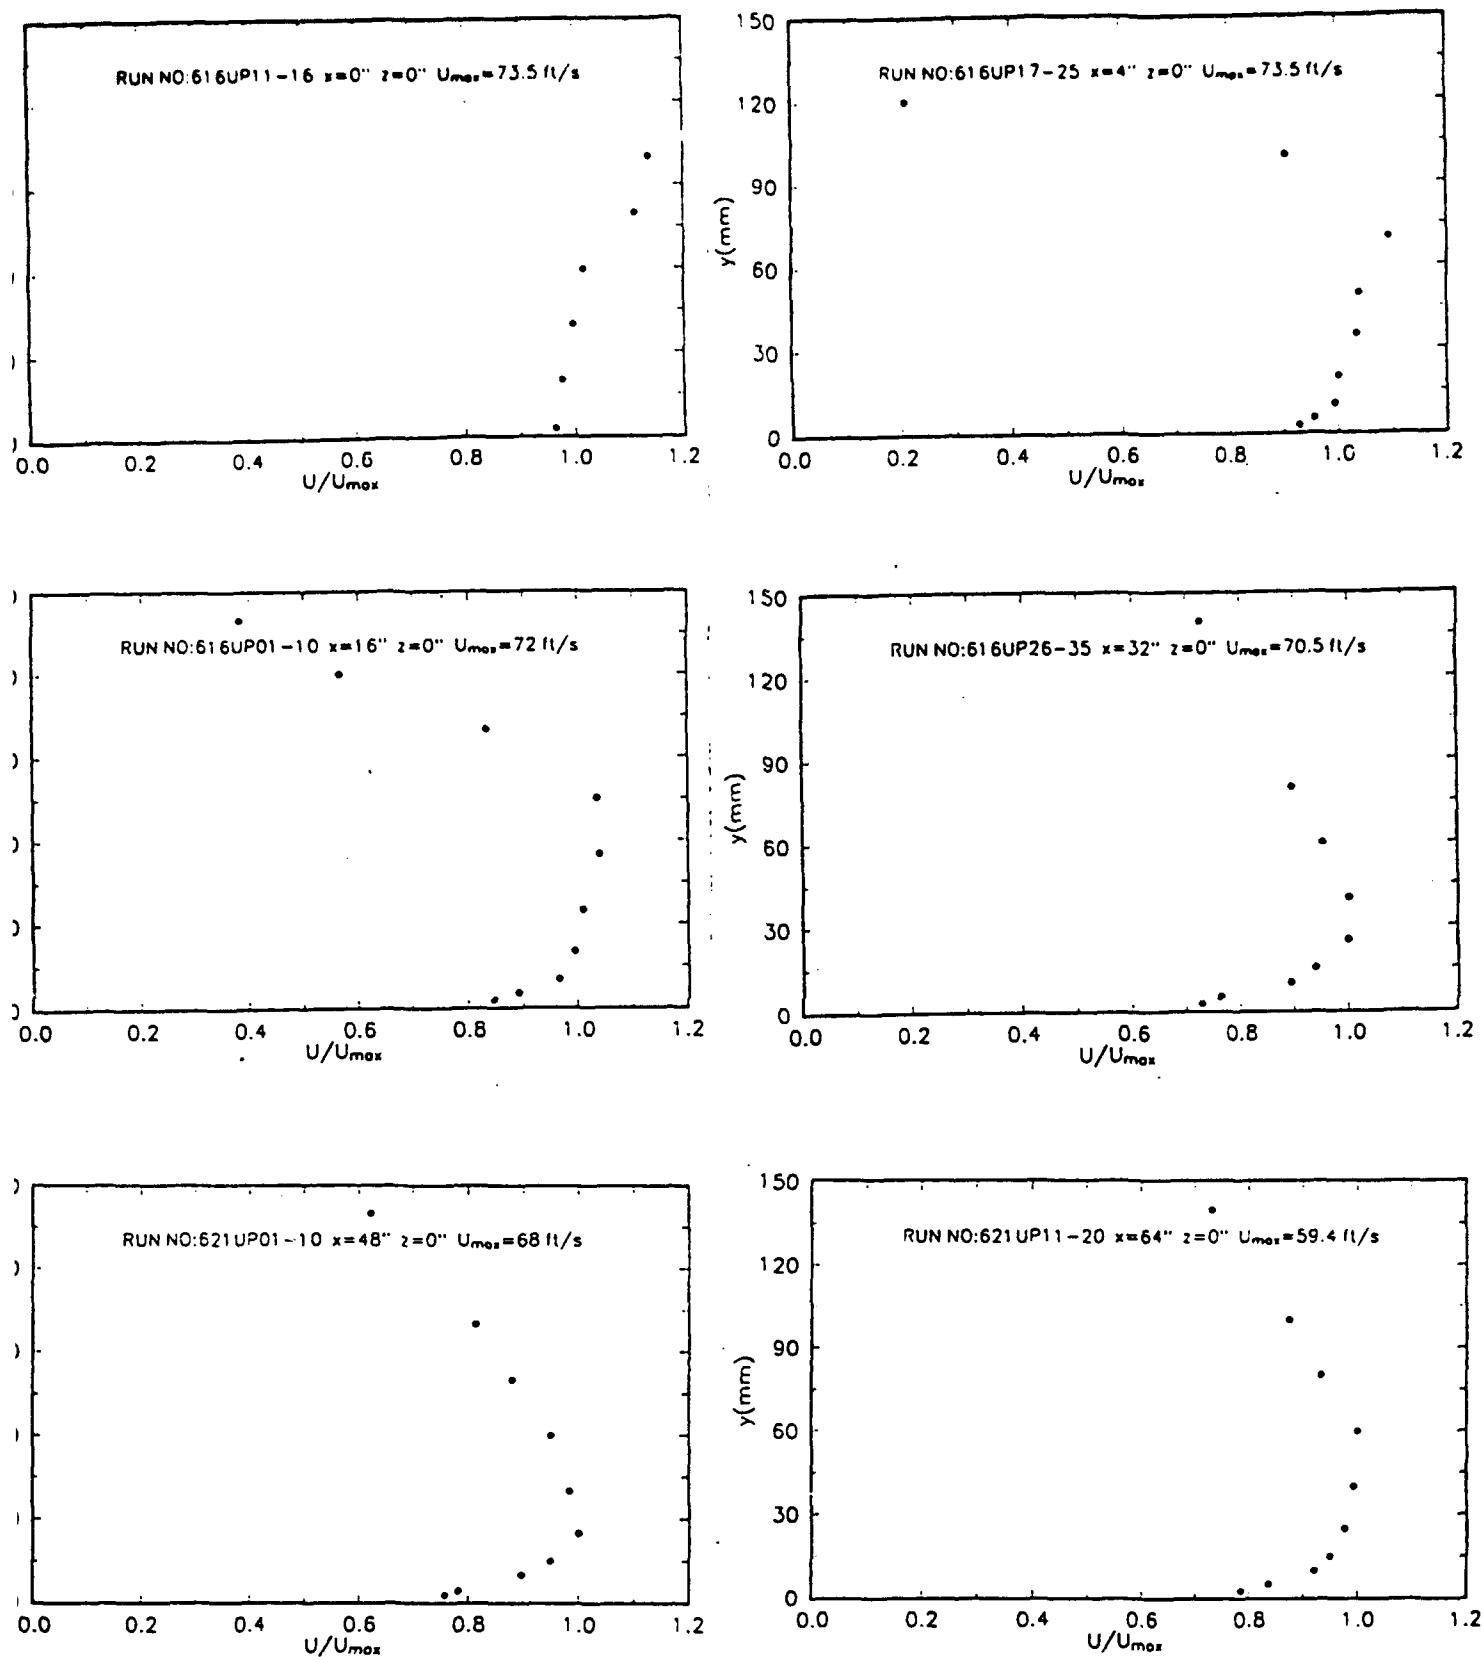 RUN NO:616UP11-16 x=0" z=0" Umax=73.5 ft/s
0.0 0.2 0.4 0.6 0.8 1.0 1.2
U/Umax
150
RUN NO:616UP17-25 x=4" z=0" Umax=73.5 ft/s
120
90
y(mm)
60
30
0
0.0 0.2 0.4 0.6 0.8 1.0 1.2
U/Umax
RUN NO:616UP01-10 x=16" z=0" Umax=72 ft/s
0.0 0.2 0.4 0.6 0.8 1.0 1.2
U/Umax
150
RUN NO:616UP26-35 x=32" z=0" Umax=70.5 ft/s
120
90
y(mm)
60
30
0
0.0 0.2 0.4 0.6 0.8 1.0 1.2
U/Umax
RUN NO:621UP01-10 x=48" z=0" Umax=68 ft/s
0.0 0.2 0.4 0.6 0.8 1.0 1.2
U/Umax
150
RUN NO:621UP11-20 x=64" z=0" Umax=59.4 ft/s
120
90
y(mm)
60
30
0
0.0 0.2 0.4 0.6 0.8 1.0 1.2
U/Umax